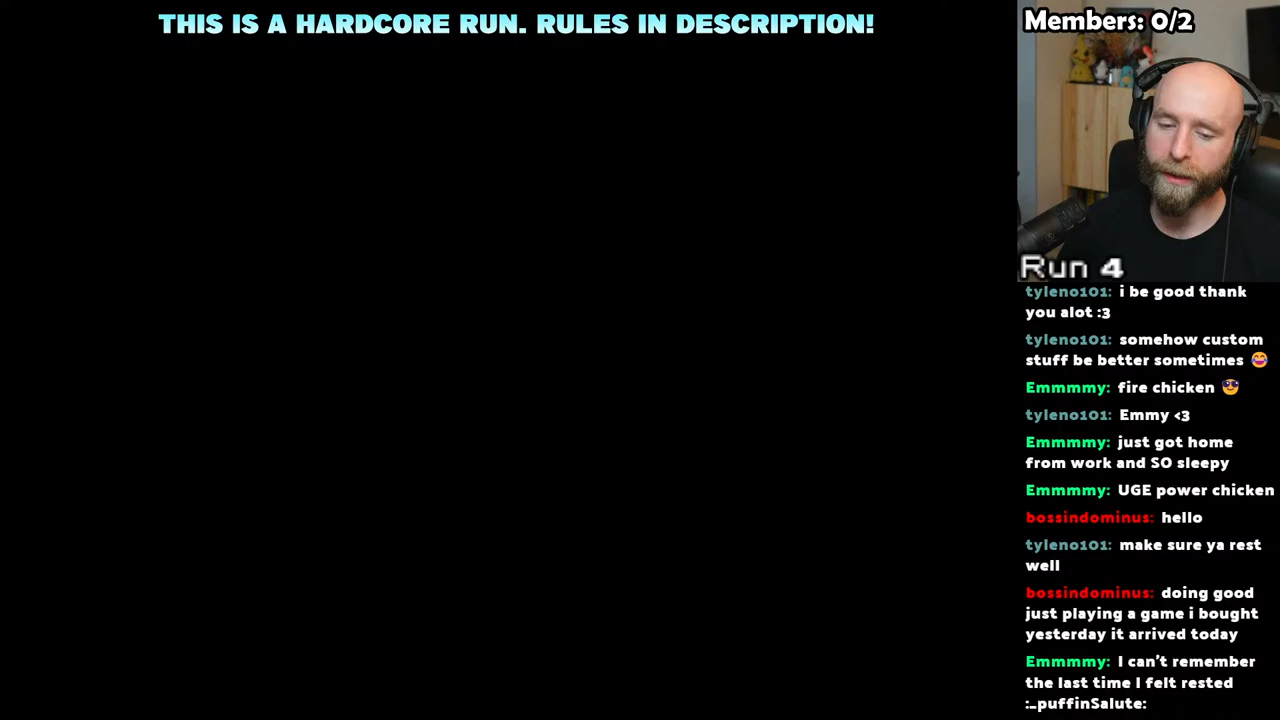 THIS IS A HARDCORE RUN. RULES IN DESCRIPTION!
Members: 0/2
Run 4
tyleno101: i be good thank
you alot :3
tyleno101: somehow custom
stuff be better sometimes 😂
Emmmmy: fire chicken 😎
tyleno101: Emmy <3
Emmmmy: just got home
from work and SO sleepy
Emmmmy: UGE power chicken
bossindominus: hello
tyleno101: make sure ya rest
well
bossindominus: doing good
just playing a game i bought
yesterday it arrived today
Emmmmy: I can't remember
the last time I felt rested
:_puffinSalute: